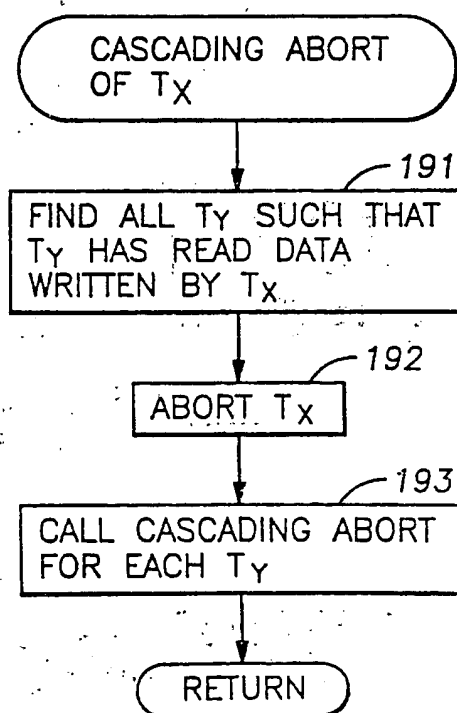 CASCADING ABORT
OF TX
191
FIND ALL TY SUCH THAT
TY HAS READ DATA
WRITTEN BY TX
192
ABORT TX
193
CALL CASCADING ABORT
FOR EACH TY
RETURN